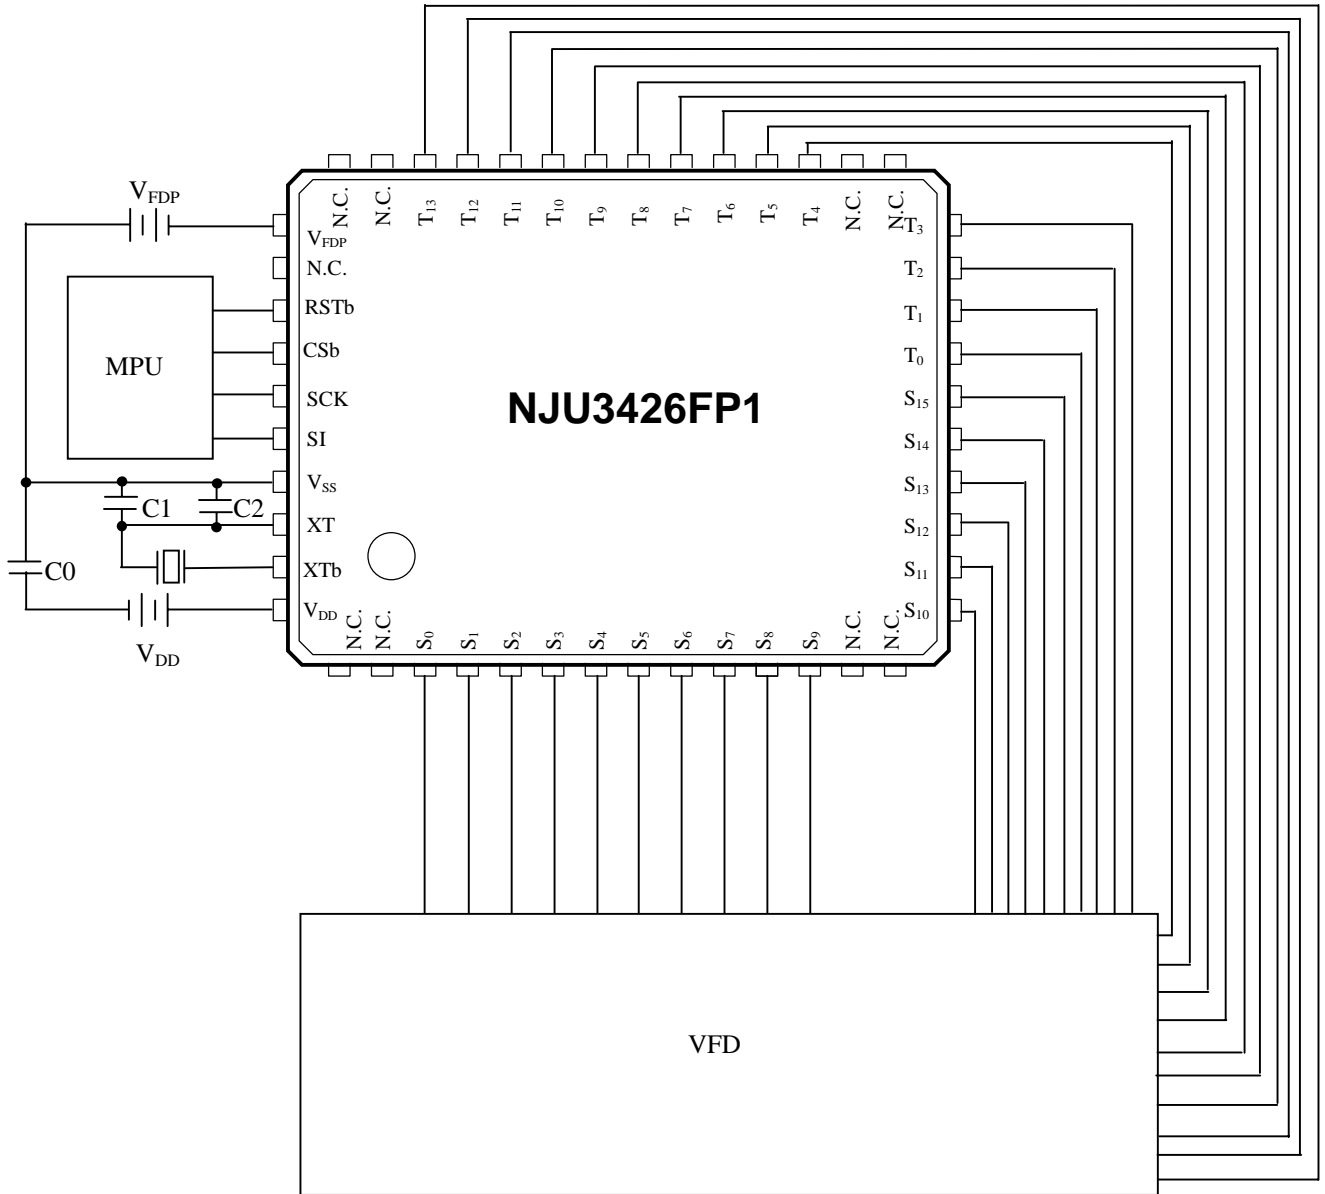 N.C.
N.C.
T13
T12
T11
T10
T9
T8
T7
T6
T5
T4
N.C.
N.C.
VFDP
VFDP
N.C.
RSTb
CSb
SCK
SI
VSS
XT
XTb
VDD
MPU
C1
C2
C0
VDD
NJU3426FP1
T3
T2
T1
T0
S15
S14
S13
S12
S11
S10
N.C.
N.C.
S0
S1
S2
S3
S4
S5
S6
S7
S8
S9
N.C.
N.C.
VFD